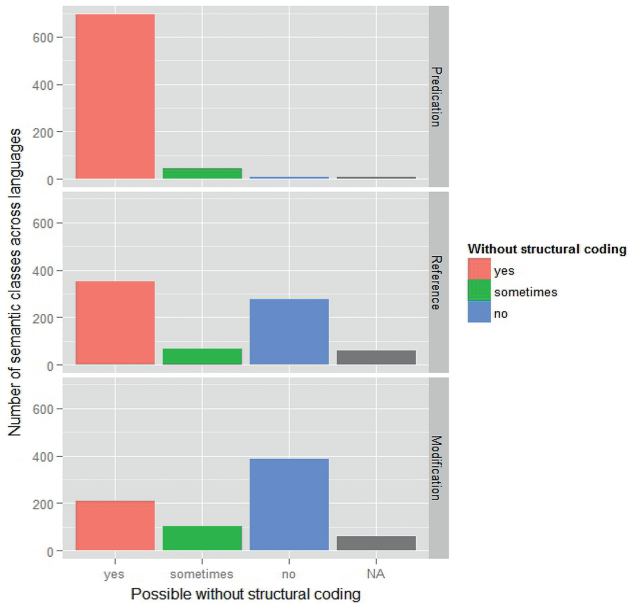 Number of semantic classes across languages
600
400
200
0
Predication
600
400
200
0
Reference
600
400
200
0
Modification
yes
sometimes
no
NA
Possible without structural coding
Without structural coding
yes
sometimes
no